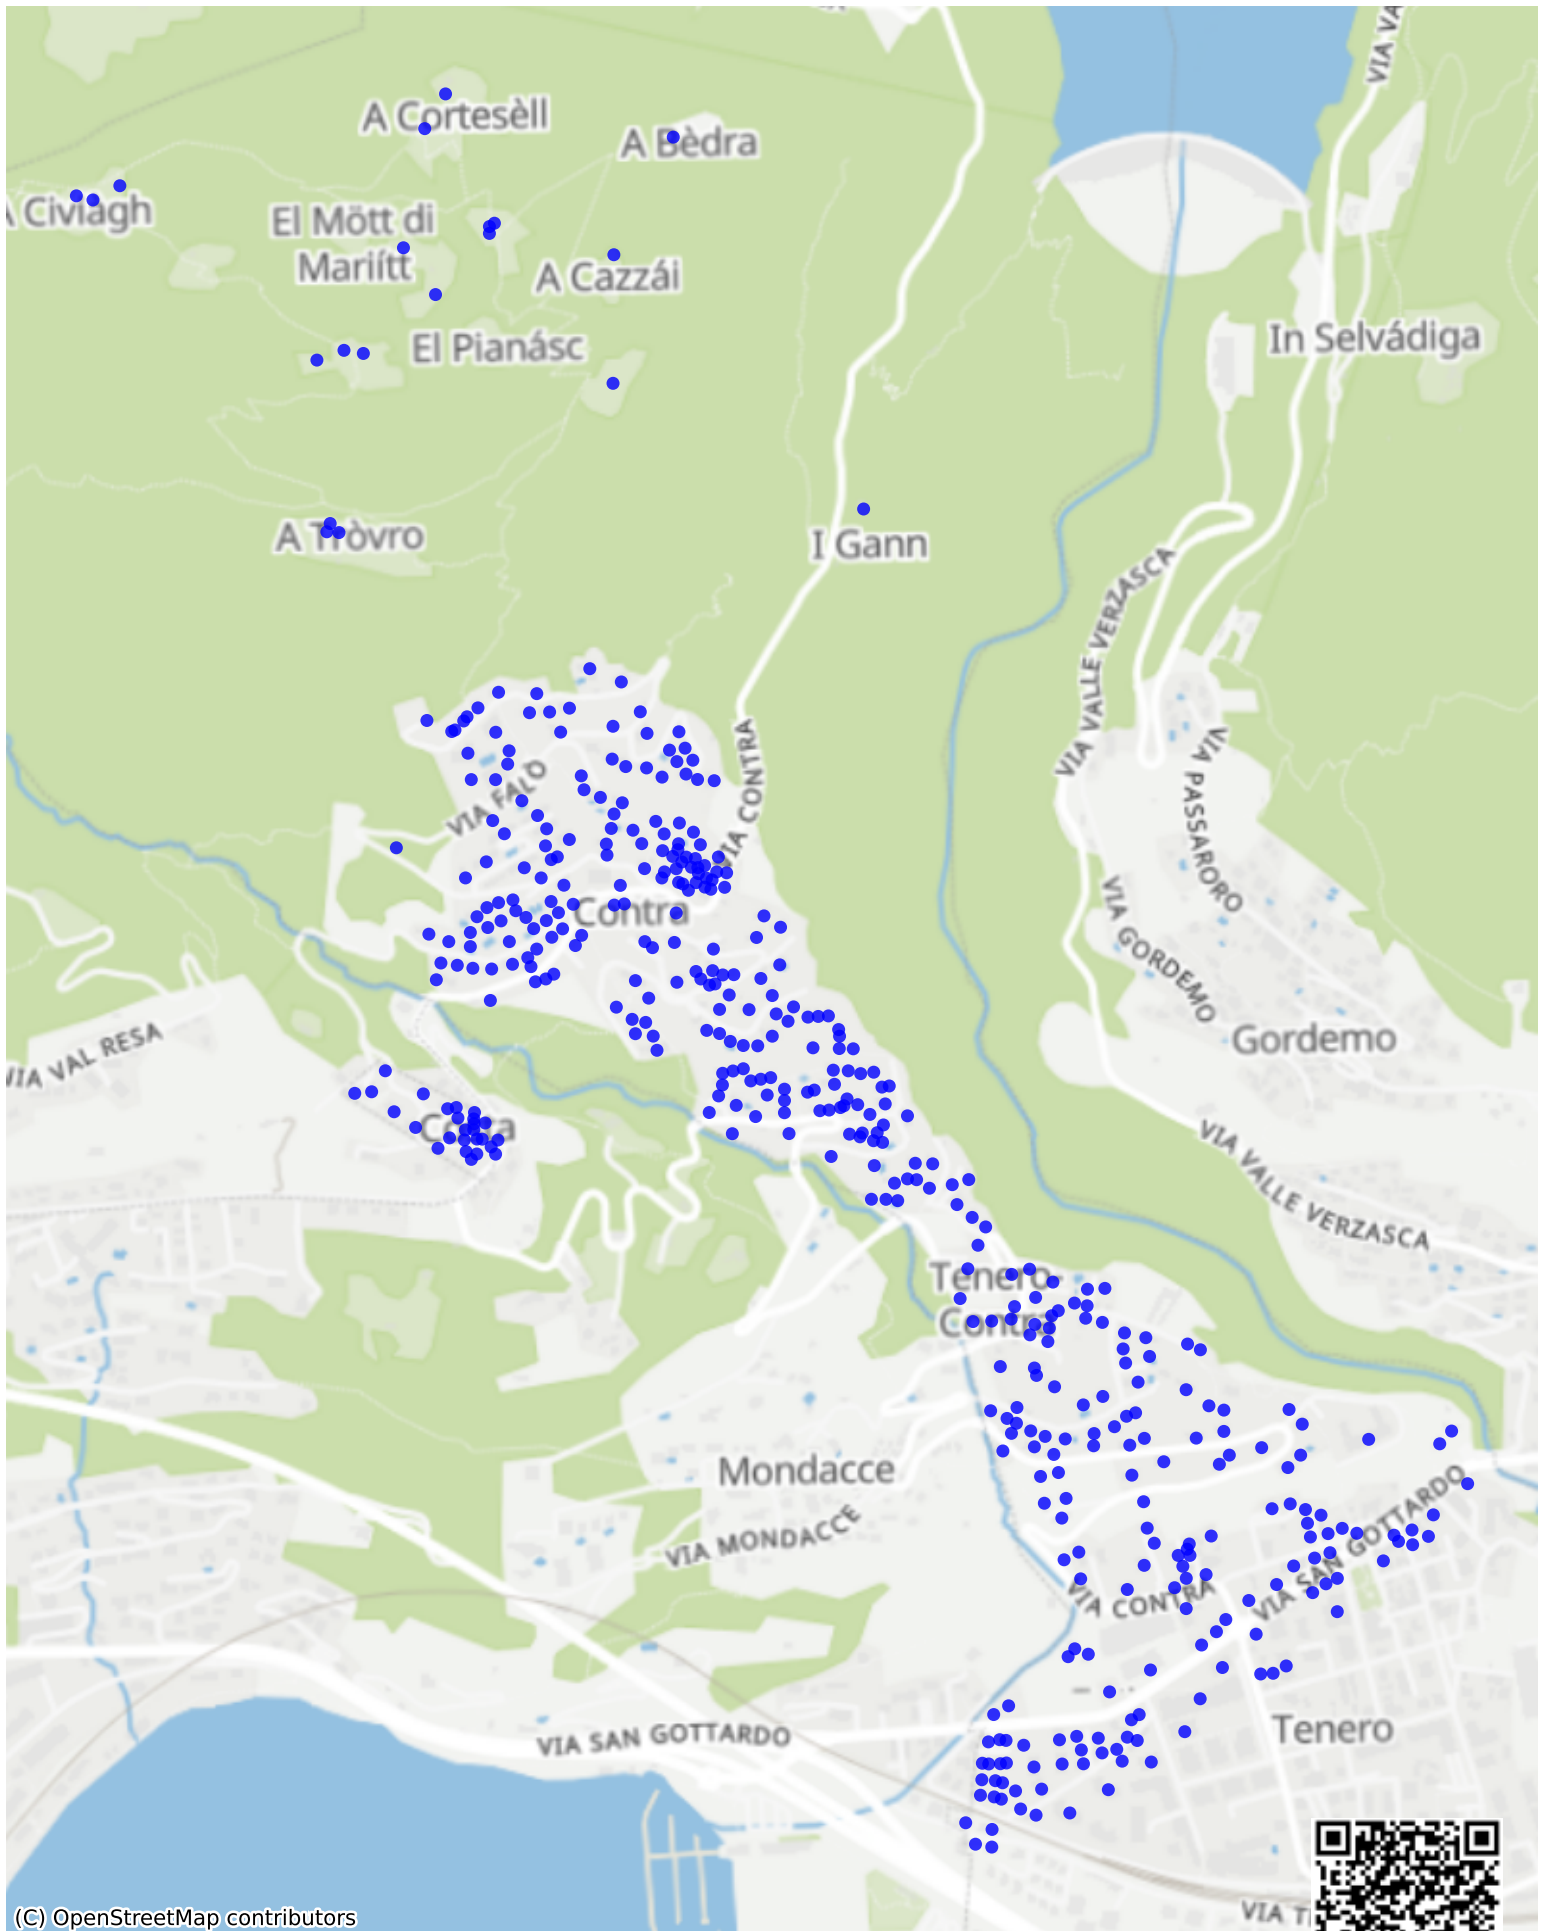 A Cortesèll
A Bèdra
A Civiagh
El Mött di
Mariítt
A Cazzái
El Pianásc
In Selvádiga
A Tròvro
I Gann
VIA VALLE VERZASCA
VIA CONTRA
VIA FALÒ
VIA PASSARORO
VIA CONTRA
Contra
VIA GORDEMO
Gordemo
VIA VAL RESA
VIA VALLE VERZASCA
Tenero-
Contra
Mondacce
VIA MONDACCE
VIA SAN GOTTARDO
VIA CONTRA
Tenero
VIA SAN GOTTARDO
(C) OpenStreetMap contributors